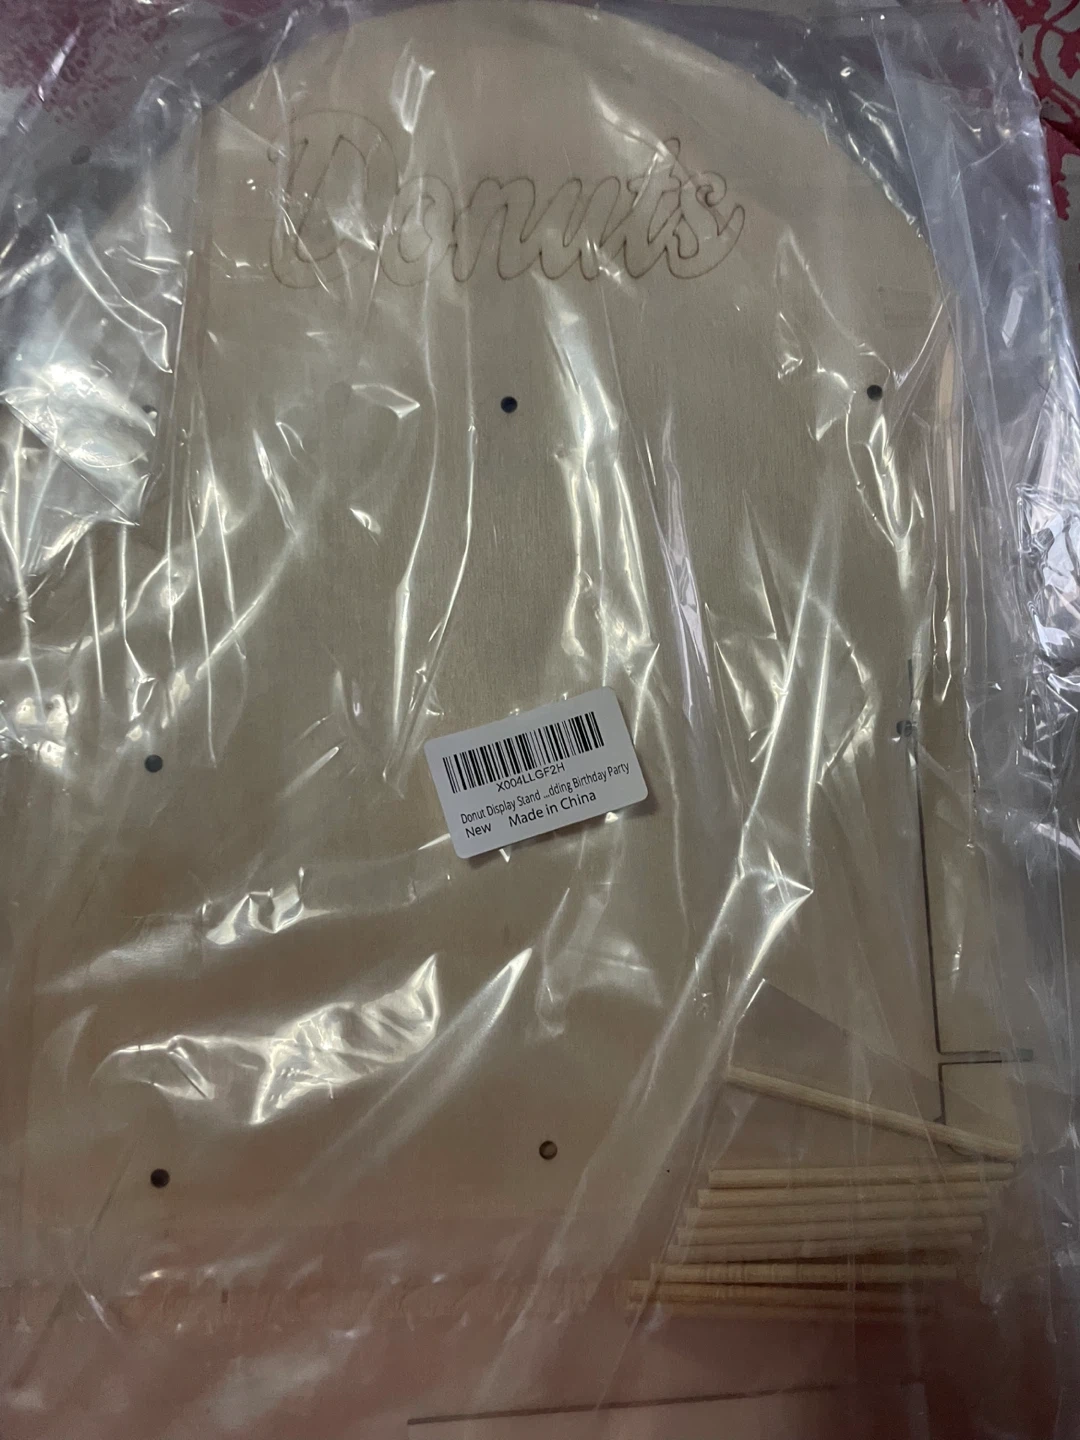 Donuts
X004LLGF2H
Donut Display Stand ...dding Birthday Party
New Made in China